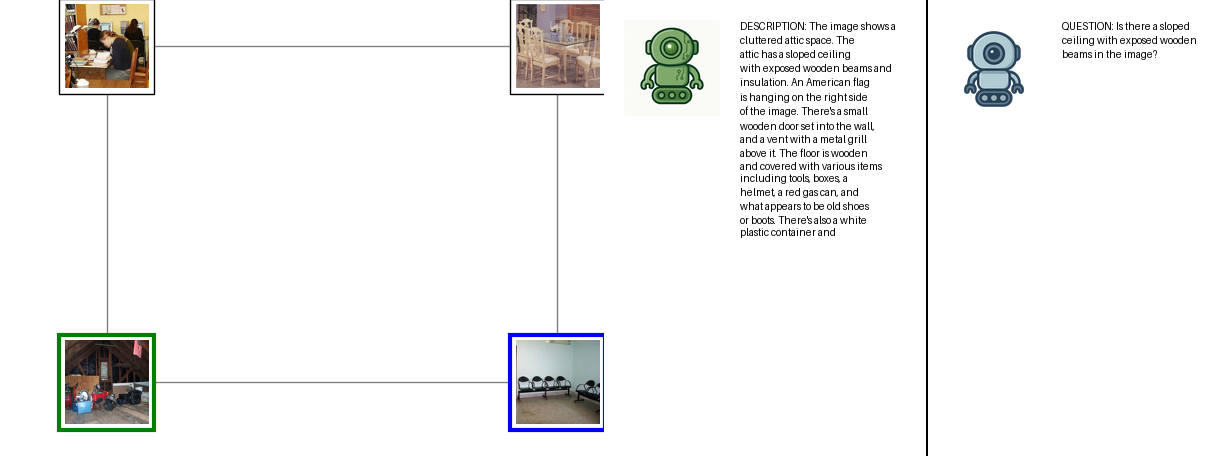 DESCRIPTION: The image shows a
cluttered attic space. The
attic has a sloped ceiling
with exposed wooden beams and
insulation. An American flag
is hanging on the right side
of the image. There's a small
wooden door set into the wall,
and a vent with a metal grill
above it. The floor is wooden
and covered with various items
including tools, boxes, a
helmet, a red gas can, and
what appears to be old shoes
or boots. There's also a white
plastic container and
QUESTION: Is there a sloped
ceiling with exposed wooden
beams in the image?